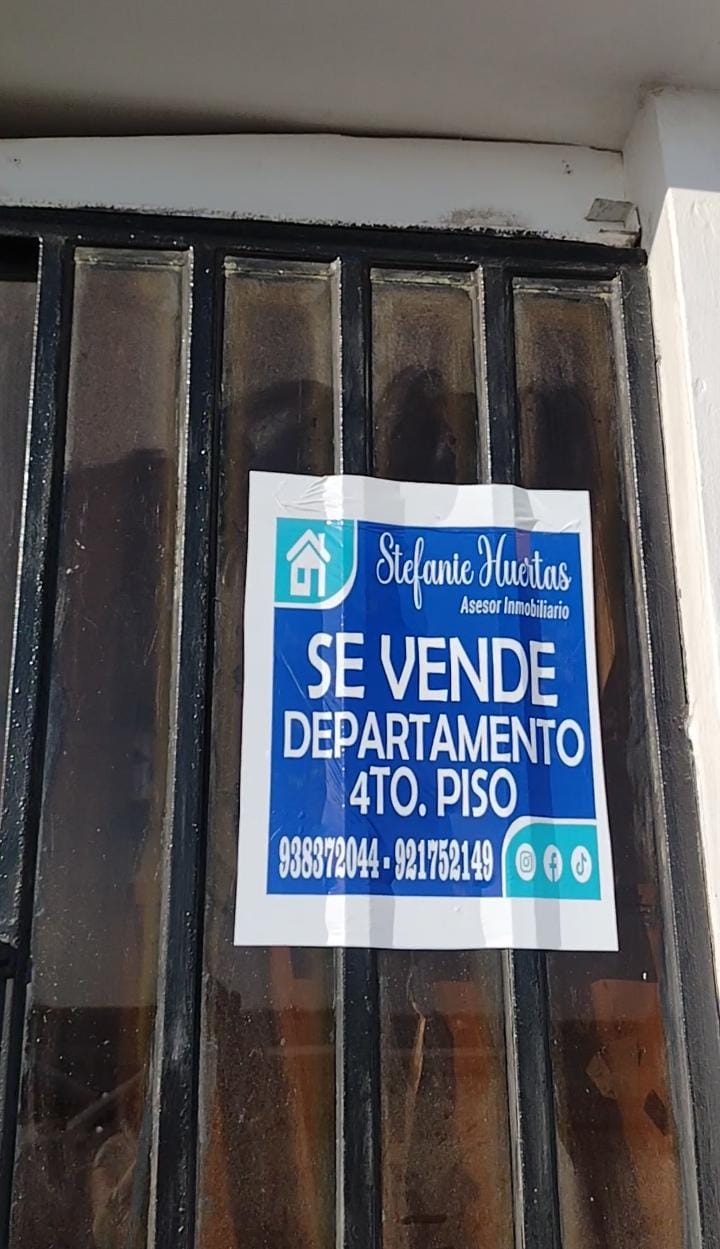 Stefanie Huertas
Asesor Inmobiliario
SE VENDE
DEPARTAMENTO
4TO. PISO
938372044 - 921752149